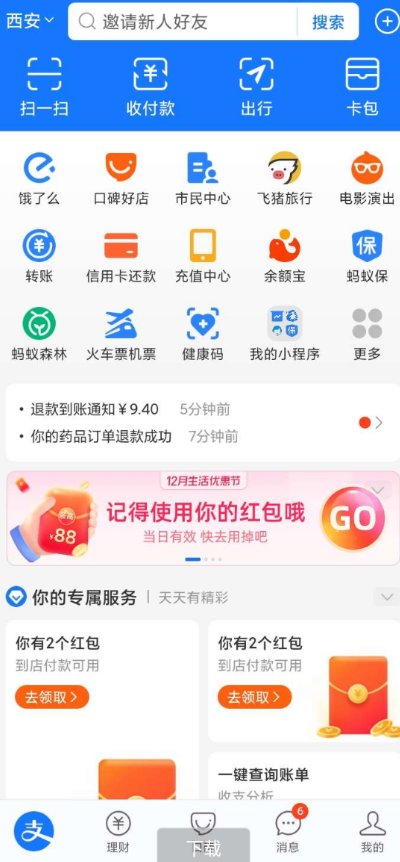 西安
邀请新人好友
搜索
扫一扫
收付款
出行
卡包
饿了么
口碑好店
市民中心
飞猪旅行
电影演出
转账
信用卡还款
充值中心
余额宝
保
蚂蚁保
蚂蚁森林
火车票机票
健康码
我的小程序
更多
· 退款到账通知￥9.40 5分钟前
· 你的药品订单退款成功 7分钟前
12月生活优惠节
记得使用你的红包哦
当日有效 快去用掉吧
￥88
GO
你的专属服务 | 天天有精彩
你有2个红包
到店付款可用
去领取 >
你有2个红包
到店付款可用
去领取 >
一键查询账单
收支分析
支
理财
下载
6
消息
我的